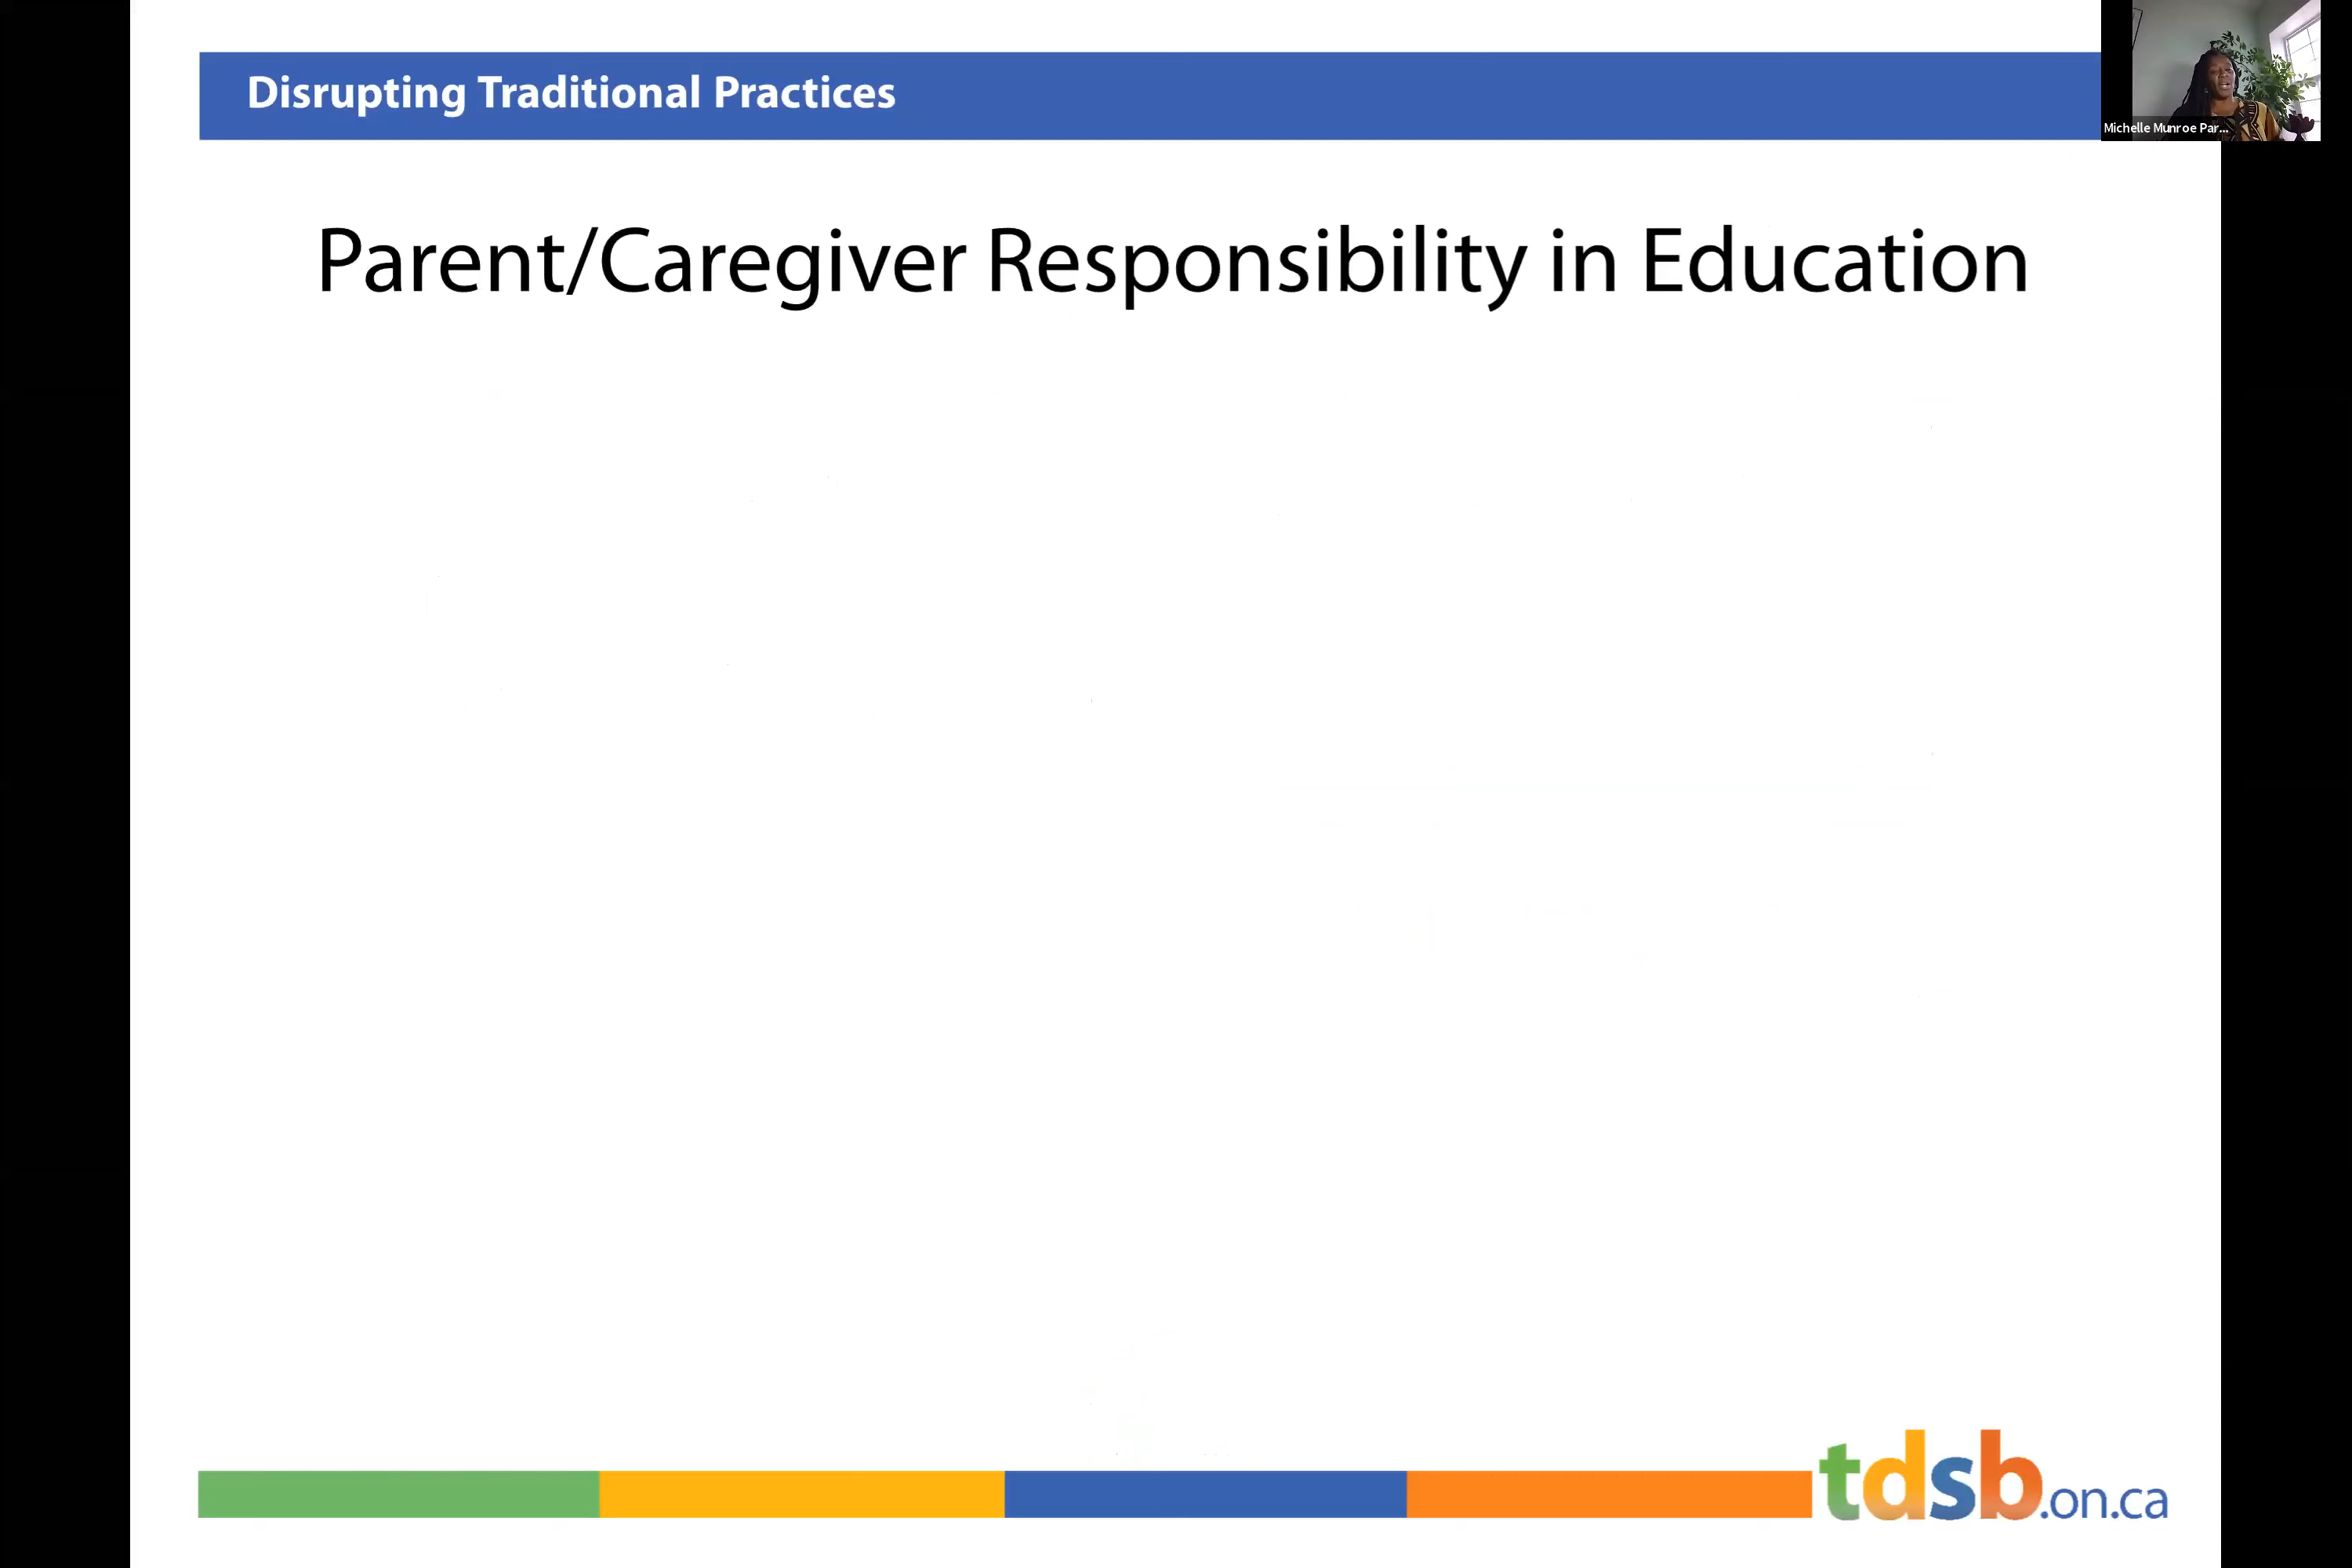 Disrupting Traditional Practices
Michelle Munroe Par...
Parent/Caregiver Responsibility in Education
tdsb.on.ca